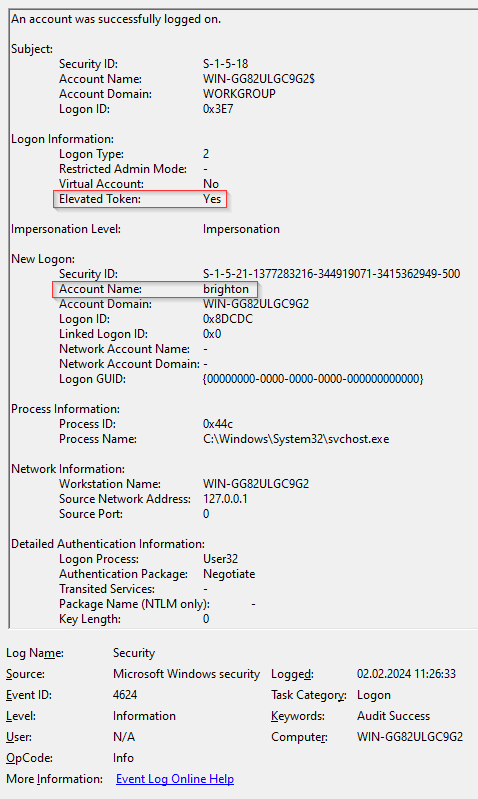 An account was successfully logged on.
Subject:
Security ID: S-1-5-18
Account Name: WIN-GG82ULGC9G2$
Account Domain: WORKGROUP
Logon ID: 0x3E7
Logon Information:
Logon Type: 2
Restricted Admin Mode: -
Virtual Account: No
Elevated Token: Yes
Impersonation Level: Impersonation
New Logon:
Security ID: S-1-5-21-1377283216-344919071-3415362949-500
Account Name: brighton
Account Domain: WIN-GG82ULGC9G2
Logon ID: 0x8DCDC
Linked Logon ID: 0x0
Network Account Name: -
Network Account Domain: -
Logon GUID: {00000000-0000-0000-0000-000000000000}
Process Information:
Process ID: 0x44c
Process Name: C:\Windows\System32\svchost.exe
Network Information:
Workstation Name: WIN-GG82ULGC9G2
Source Network Address: 127.0.0.1
Source Port: 0
Detailed Authentication Information:
Logon Process: User32
Authentication Package: Negotiate
Transited Services: -
Package Name (NTLM only): -
Key Length: 0
Log Name: Security
Source: Microsoft Windows security Logged: 02.02.2024 11:26:33
Event ID: 4624 Task Category: Logon
Level: Information Keywords: Audit Success
User: N/A Computer: WIN-GG82ULGC9G2
OpCode: Info
More Information: Event Log Online Help